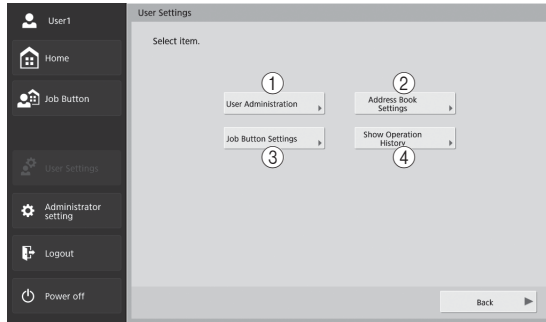 User1
Home
Job Button
User Settings
Administrator
setting
Logout
Power off
User Settings
Select item.
1
2
User Administration
Address Book
Settings
Job Button Settings
Show Operation
History
3
4
Back